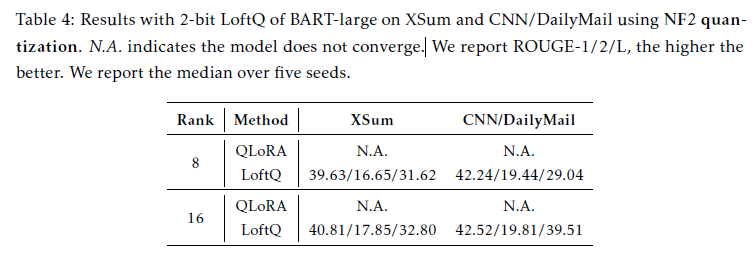 Table 4: Results with 2-bit LoftQ of BART-large on XSum and CNN/DailyMail using NF2 quan-
tization. N.A. indicates the model does not converge. We report ROUGE-1/2/L, the higher the
better. We report the median over five seeds.
Rank Method XSum CNN/DailyMail
8
QLoRA N.A. N.A.
LoftQ 39.63/16.65/31.62 42.24/19.44/29.04
16
QLoRA N.A. N.A.
LoftQ 40.81/17.85/32.80 42.52/19.81/39.51